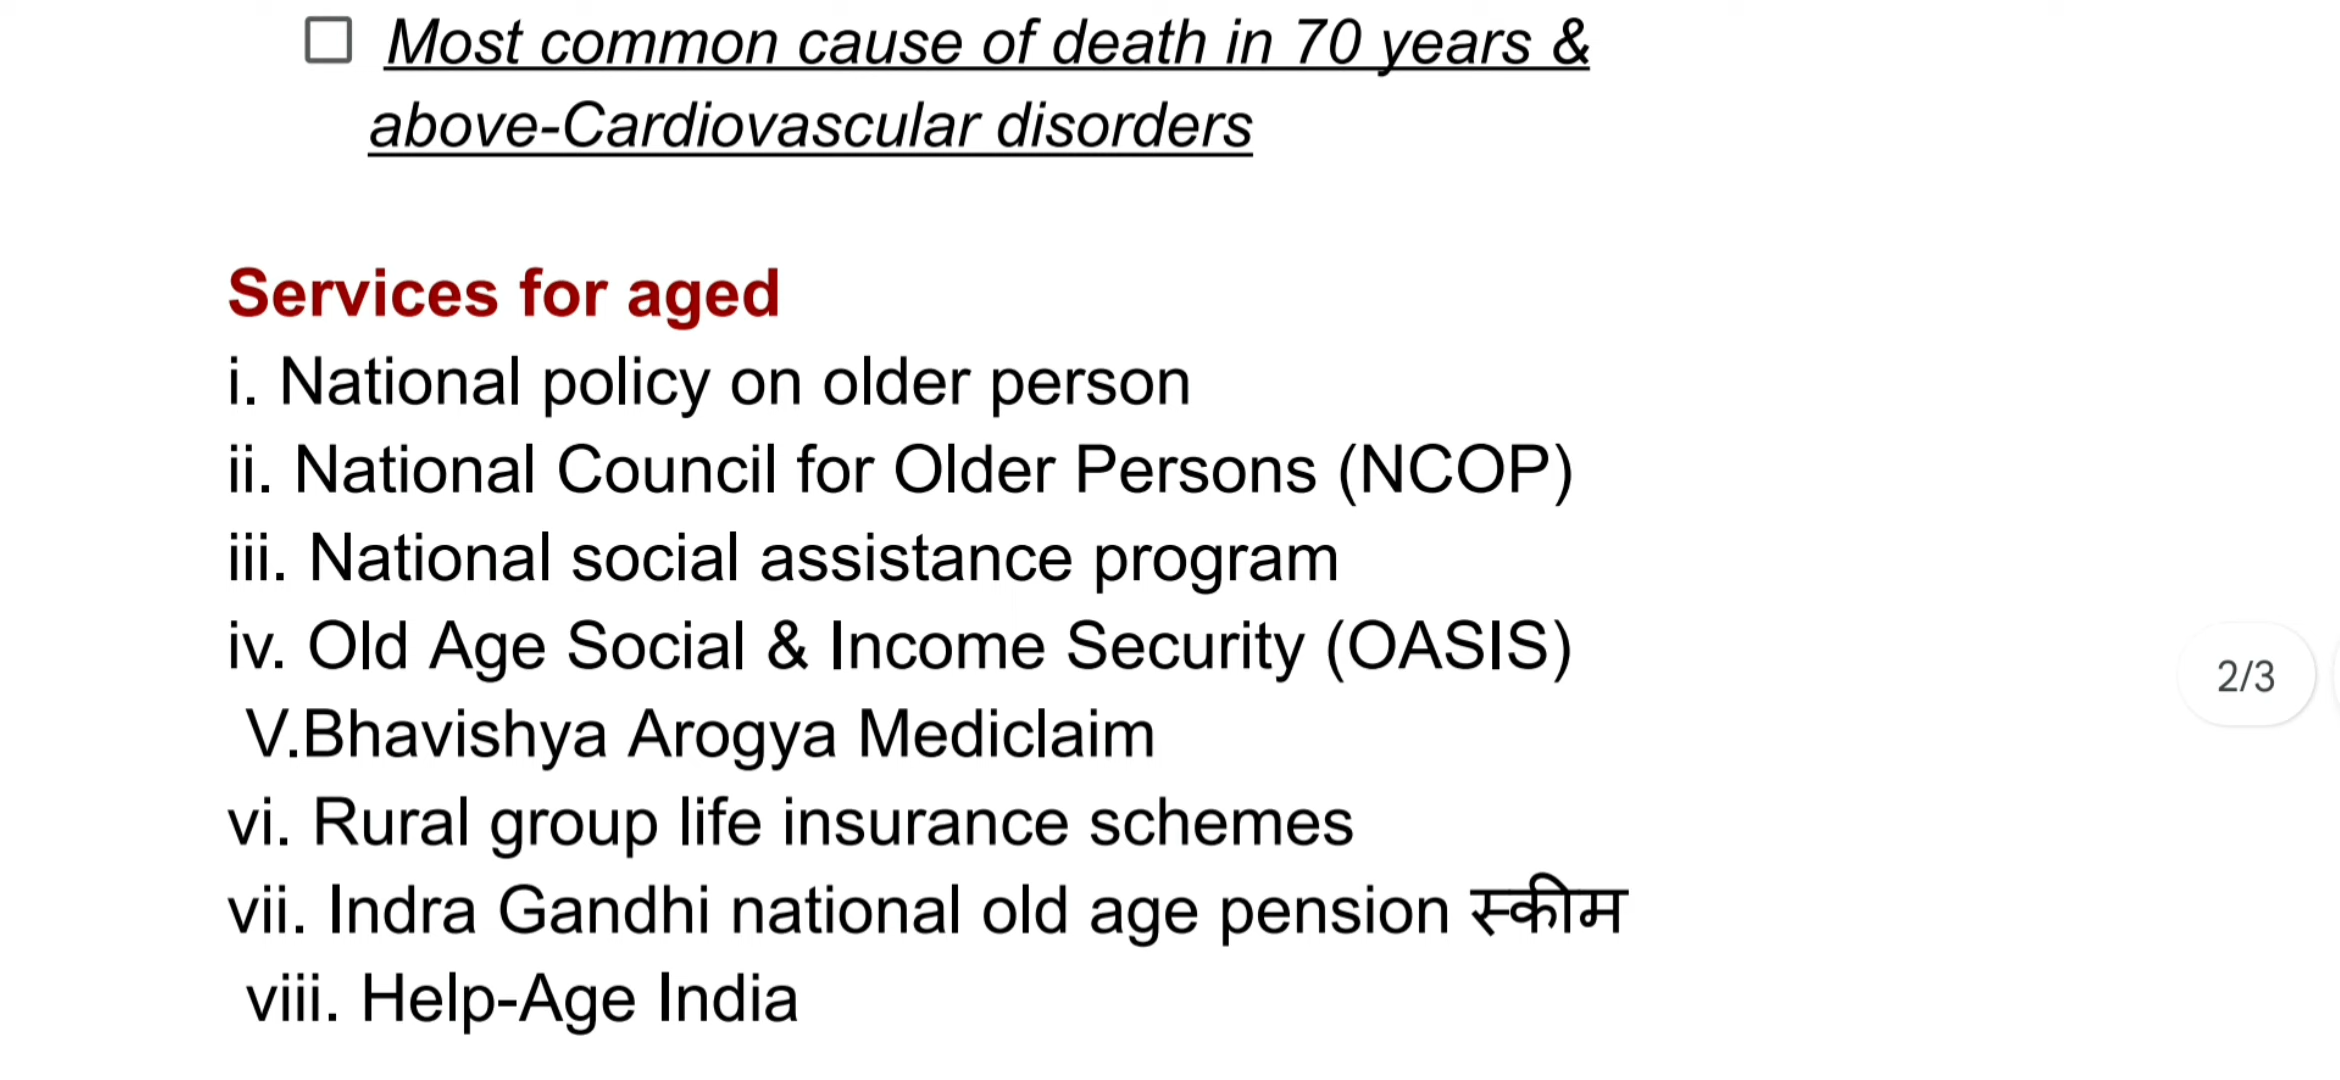 ☐ Most common cause of death in 70 years &
above-Cardiovascular disorders
Services for aged
i. National policy on older person
ii. National Council for Older Persons (NCOP)
iii. National social assistance program
iv. Old Age Social & Income Security (OASIS)
V.Bhavishya Arogya Mediclaim
vi. Rural group life insurance schemes
vii. Indra Gandhi national old age pension स्कीम
viii. Help-Age India
2/3